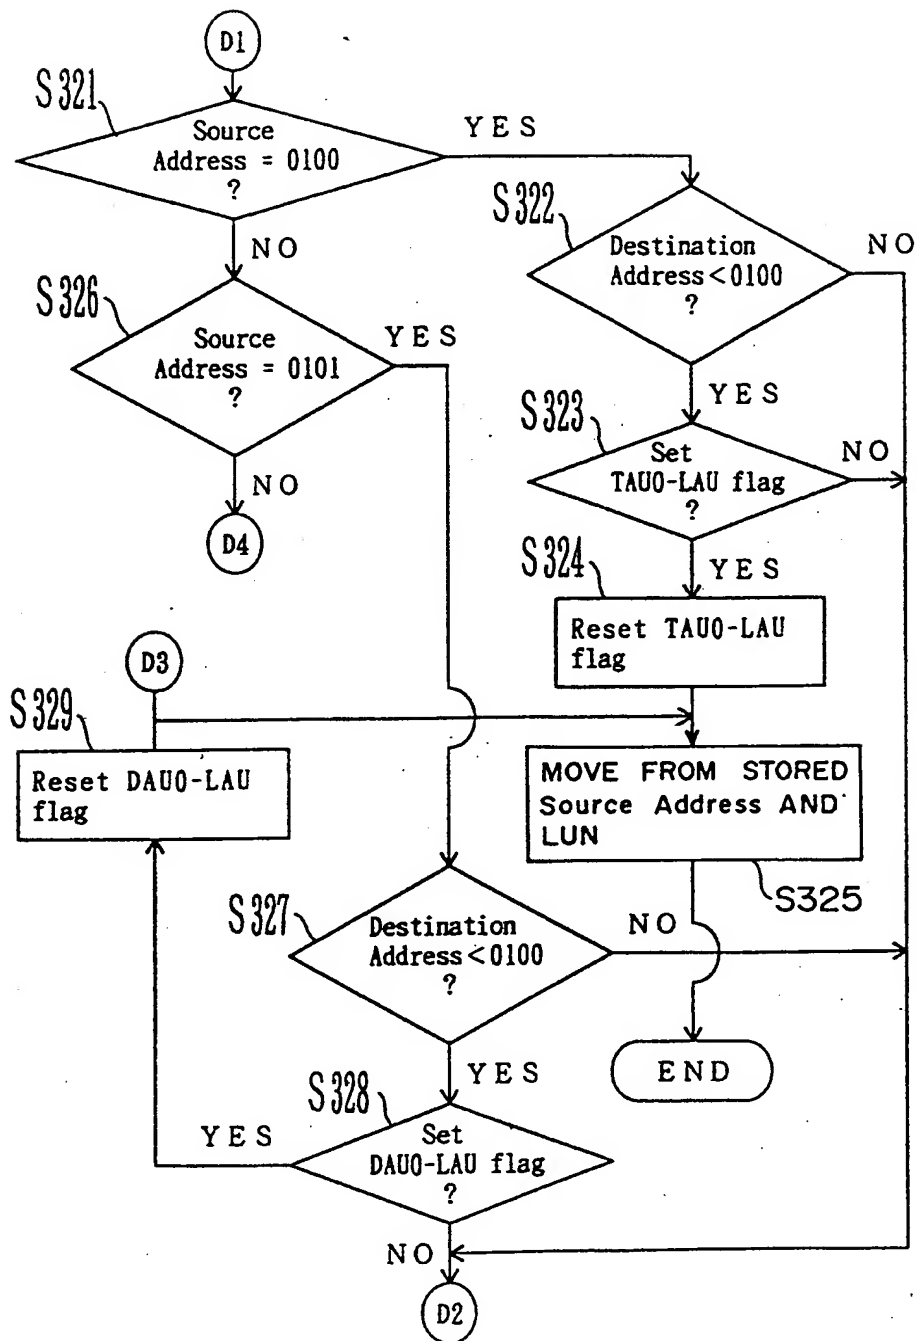 D1
S321
Source
Address = 0100
?
YES
NO
S322
Destination
Address<0100
?
NO
YES
S326
Source
Address = 0101
?
YES
NO
D4
S323
Set
TAU0-LAU flag
?
NO
YES
S324
Reset TAU0-LAU
flag
D3
S329
Reset DAU0-LAU
flag
MOVE FROM STORED
Source Address AND
LUN
S325
S327
Destination
Address<0100
?
NO
YES
END
S328
Set
DAU0-LAU flag
?
YES
NO
D2